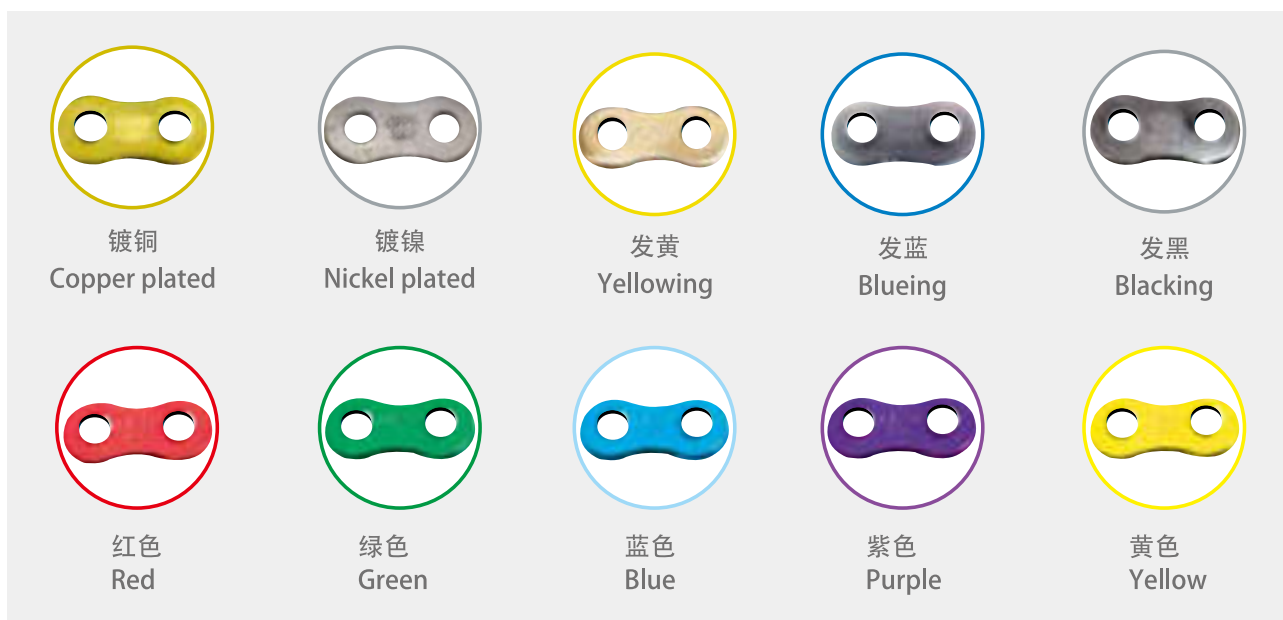 镀铜
Copper plated
镀镍
Nickel plated
发黄
Yellowing
发蓝
Blueing
发黑
Blacking
红色
Red
绿色
Green
蓝色
Blue
紫色
Purple
黄色
Yellow